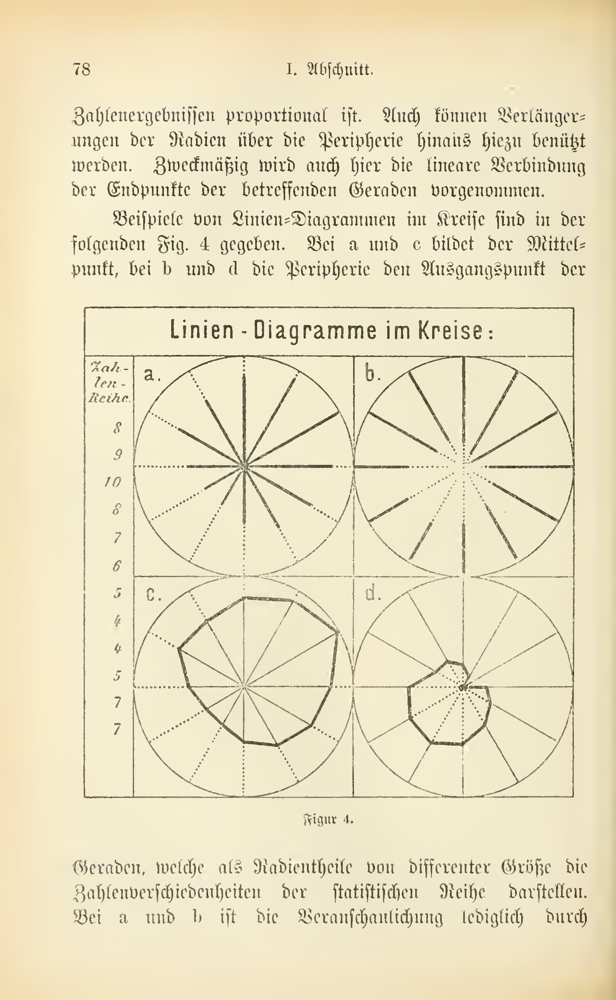 78
I. Abſchnitt.
Zahlenergebniſſen proportional iſt. Auch können Verlänger⸗
ungen der Radien über die Peripherie hinaus hiezu benützt
werden. Zweckmäßig wird auch hier die lineare Verbindung
der Endpunkte der betreffenden Geraden vorgenommen.
Beiſpiele von Linien⸗Diagrammen im Kreiſe ſind in der
folgenden Fig. 4 gegeben. Bei a und c bildet der Mittel⸗
punkt, bei b und d die Peripherie den Ausgangspunkt der
Linien - Diagramme im Kreise:
Zah-
len-
Reihe.
8
9
10
8
7
6
5
4
4
5
7
7
a.
b.
c.
d.
Figur 4.
Geraden, welche als Radientheile von differenter Größe die
Zahlenverſchiedenheiten der ſtatiſtiſchen Reihe darſtellen.
Bei a und b iſt die Veranſchaulichung lediglich durch